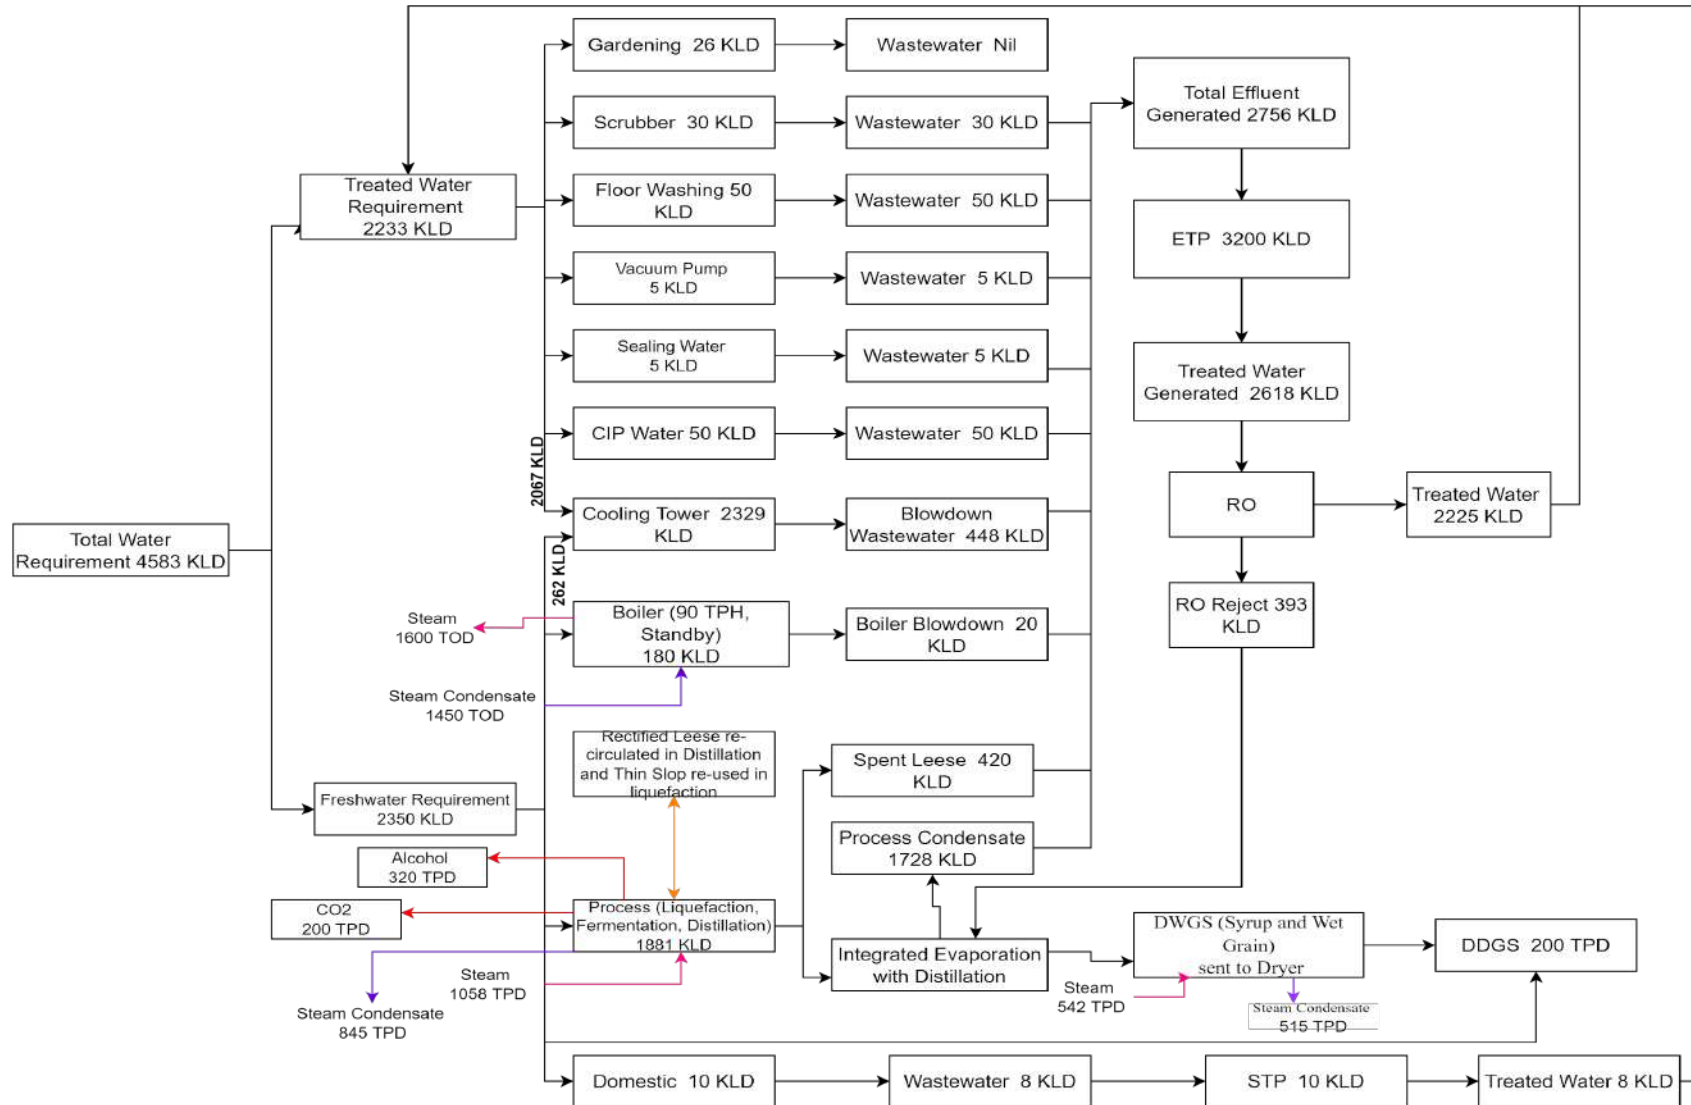 Gardening 26 KLD
Wastewater Nil
Total Effluent
Generated 2756 KLD
Scrubber 30 KLD
Wastewater 30 KLD
Treated Water
Requirement
2233 KLD
Floor Washing 50
KLD
Wastewater 50 KLD
ETP 3200 KLD
Vacuum Pump
5 KLD
Wastewater 5 KLD
Sealing Water
5 KLD
Wastewater 5 KLD
Treated Water
Generated 2618 KLD
CIP Water 50 KLD
Wastewater 50 KLD
2067 KLD
Total Water
Requirement 4583 KLD
Cooling Tower 2329
KLD
Blowdown
Wastewater 448 KLD
RO
Treated Water
2225 KLD
262 KLD
Steam
1600 TOD
Boiler (90 TPH,
Standby)
180 KLD
Boiler Blowdown 20
KLD
RO Reject 393
KLD
Steam Condensate
1450 TOD
Rectified Leese re-
circulated in Distillation
and Thin Slop re-used in
liquefaction
Spent Leese 420
KLD
Freshwater Requirement
2350 KLD
Process Condensate
1728 KLD
Alcohol
320 TPD
CO2
200 TPD
Process (Liquefaction,
Fermentation, Distillation)
1881 KLD
Integrated Evaporation
with Distillation
DWGS (Syrup and Wet
Grain)
sent to Dryer
DDGS 200 TPD
Steam
1058 TPD
Steam
542 TPD
Steam Condensate
845 TPD
Steam Condensate
515 TPD
Domestic 10 KLD
Wastewater 8 KLD
STP 10 KLD
Treated Water 8 KLD